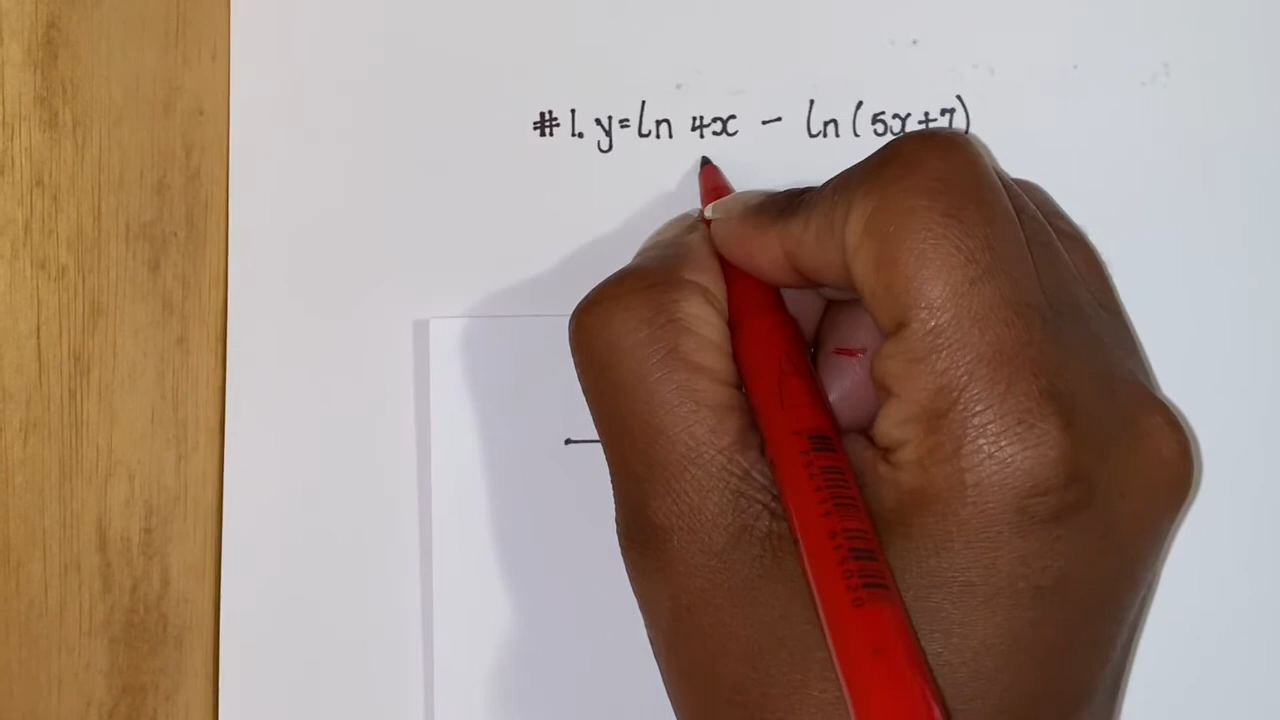 #1. y=ln 4x - ln(5x+7)